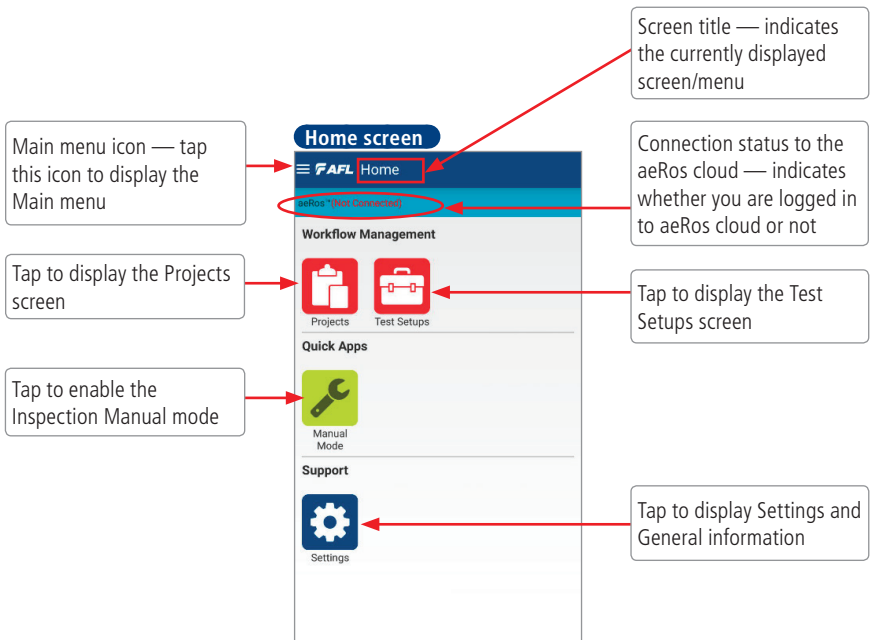 Screen title — indicates
the currently displayed
screen/menu
Main menu icon — tap
this icon to display the
Main menu
Home screen
AFL Home
aeRos™(Not Connected)
Connection status to the
aeRos cloud — indicates
whether you are logged in
to aeRos cloud or not
Workflow Management
Tap to display the Projects
screen
Projects
Test Setups
Tap to display the Test
Setups screen
Quick Apps
Tap to enable the
Inspection Manual mode
Manual
Mode
Support
Settings
Tap to display Settings and
General information